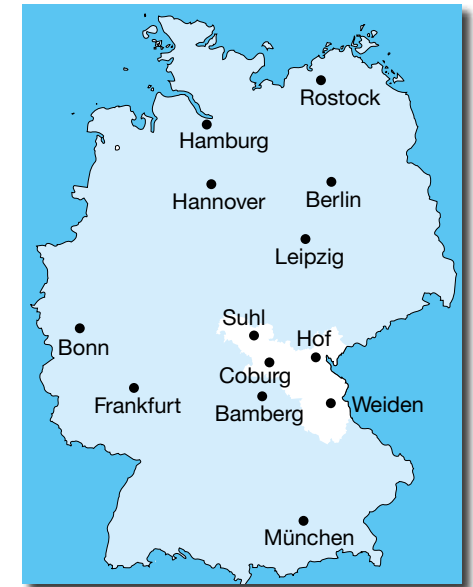 Rostock
Hamburg
Hannover
Berlin
Leipzig
Suhl
Hof
Bonn
Coburg
Frankfurt
Bamberg
Weiden
München